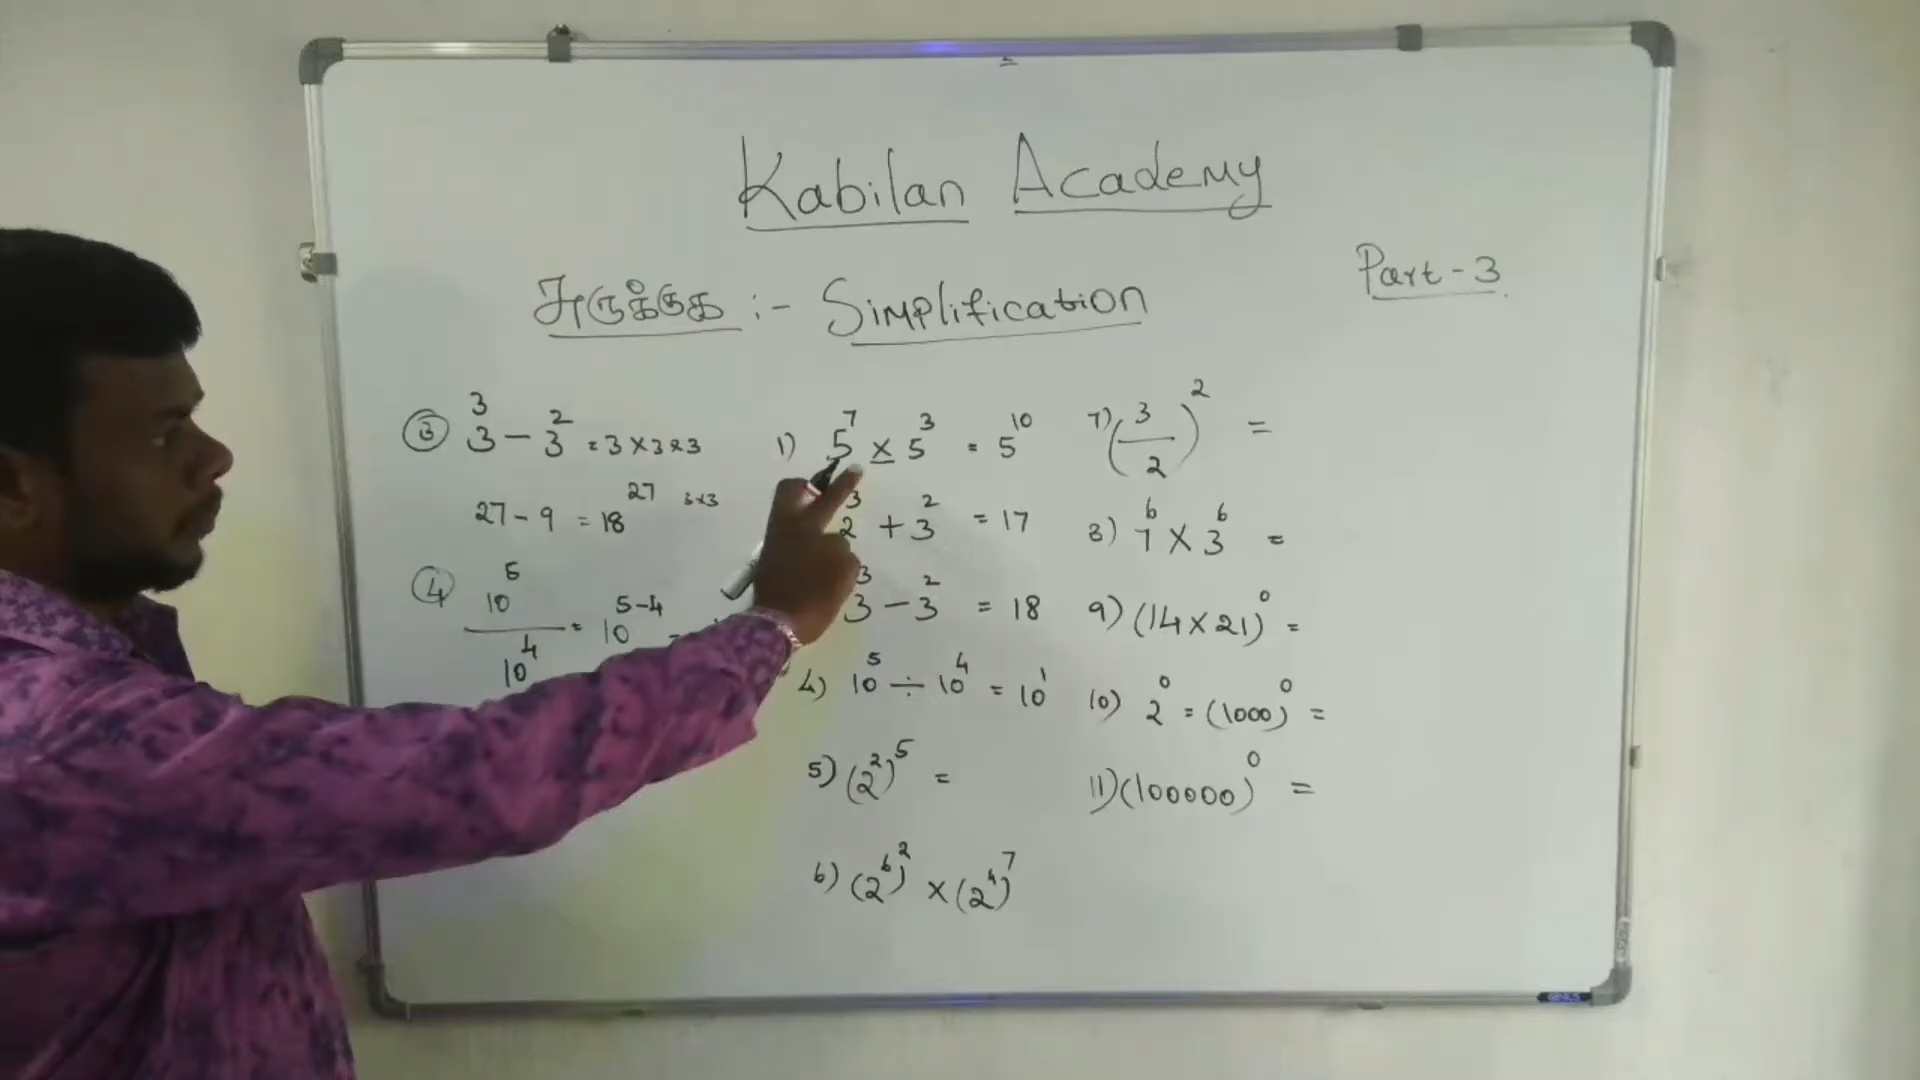 Kabilan Academy
சுருக்குக :- Simplification
Part - 3
③ 3³ - 3² = 3 × 3 × 3
27 - 9 = 18 27 3×3
④ 10⁵ / 10⁴ = 10⁵⁻⁴ =
1) 5⁷ × 5³ = 5¹⁰
2³ + 3² = 17
3³ - 3² = 18
4) 10⁵ ÷ 10⁴ = 10¹
5) (2²)⁵ =
6) (2⁶)² × (2⁴)⁷
7) (3/2)² =
8) 7⁶ × 3⁶ =
9) (14 × 21)⁰ =
10) 2⁰ = (1000)⁰ =
11) (100000)⁰ =